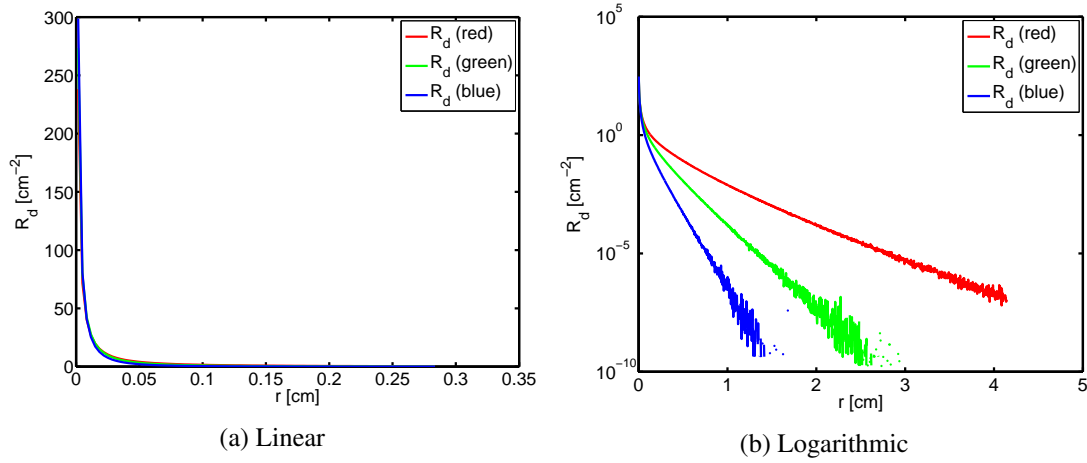 300
250
200
150
100
50
0
R_d [cm^-2]
0 0.05 0.1 0.15 0.2 0.25 0.3 0.35
r [cm]
R_d (red)
R_d (green)
R_d (blue)
(a) Linear
10^5
10^0
10^-5
10^-10
R_d [cm^-2]
0 1 2 3 4 5
r [cm]
R_d (red)
R_d (green)
R_d (blue)
(b) Logarithmic